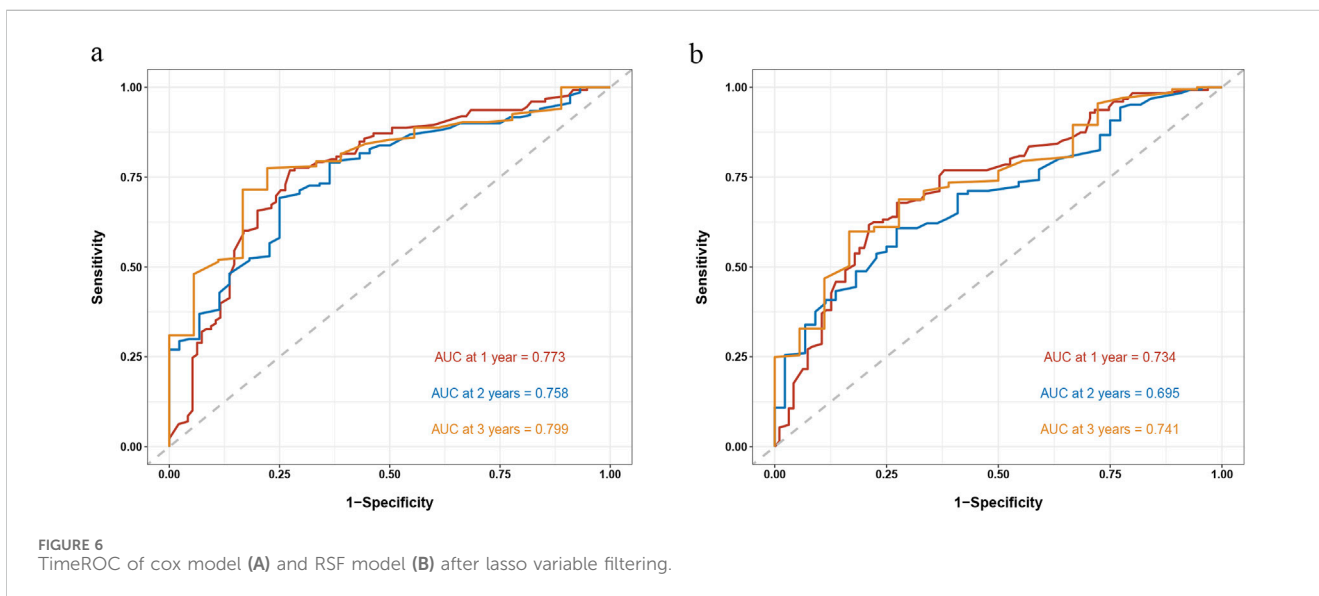 a
1.00
0.75
0.50
0.25
0.00
Sensitivity
AUC at 1 year = 0.773
AUC at 2 years = 0.758
AUC at 3 years = 0.799
0.00 0.25 0.50 0.75 1.00
1−Specificity
b
1.00
0.75
0.50
0.25
0.00
Sensitivity
AUC at 1 year = 0.734
AUC at 2 years = 0.695
AUC at 3 years = 0.741
0.00 0.25 0.50 0.75 1.00
1−Specificity
FIGURE 6
TimeROC of cox model (A) and RSF model (B) after lasso variable filtering.